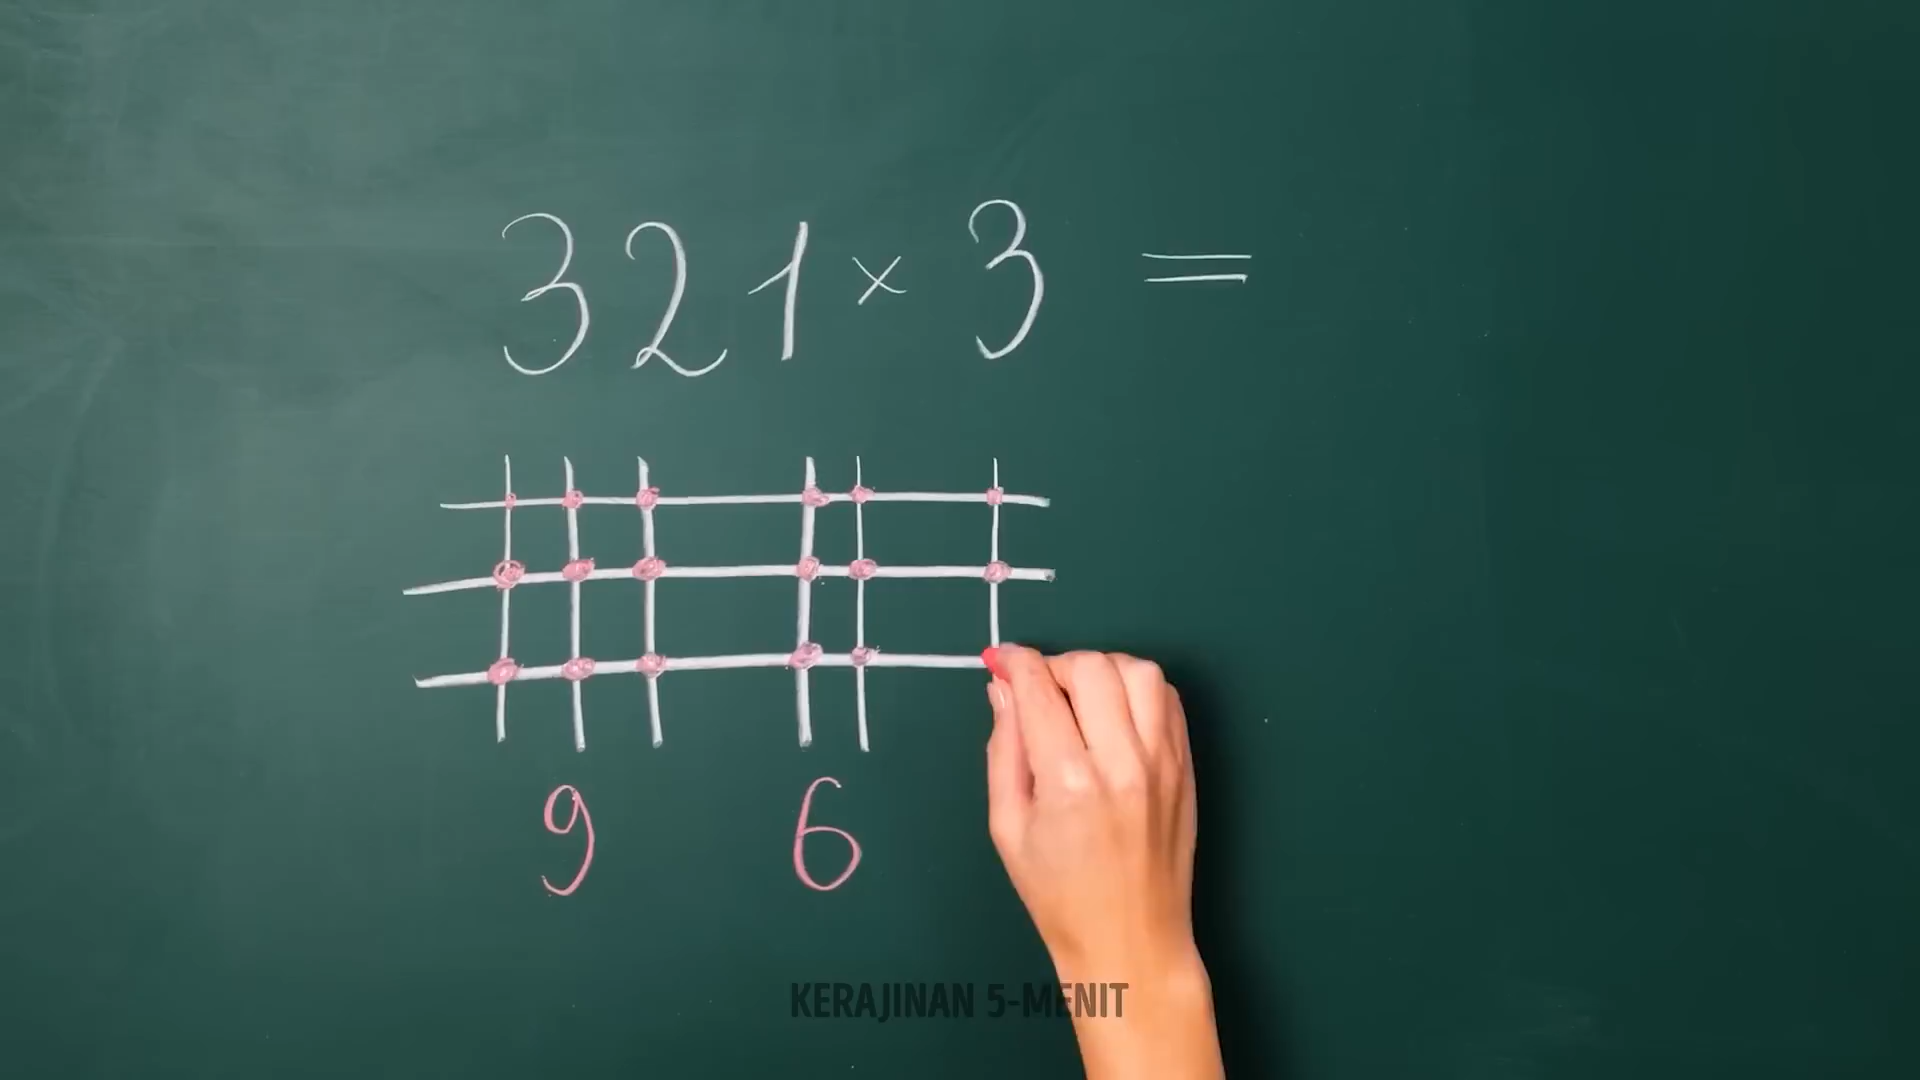 321 × 3 =
9 6
KERAJINAN 5-MENIT